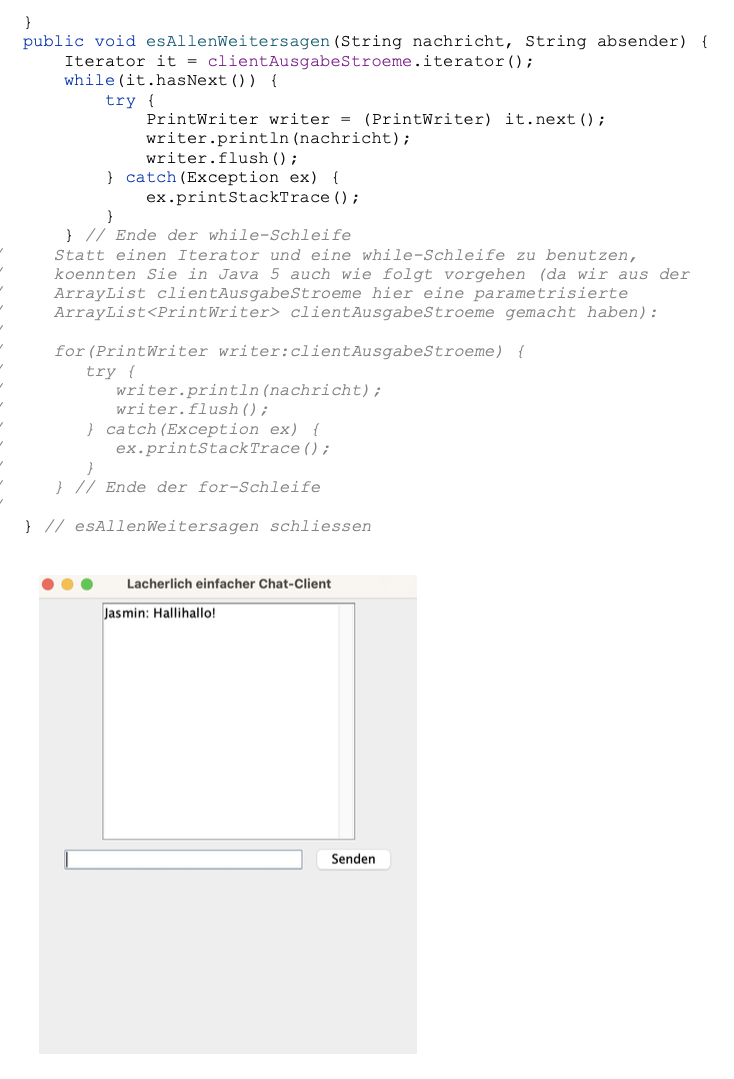 }
public void esAllenWeitersagen(String nachricht, String absender) {
Iterator it = clientAusgabeStroeme.iterator();
while(it.hasNext()) {
try {
PrintWriter writer = (PrintWriter) it.next();
writer.println(nachricht);
writer.flush();
} catch(Exception ex) {
ex.printStackTrace();
}
} // Ende der while-Schleife
/ Statt einen Iterator und eine while-Schleife zu benutzen,
/ koennten Sie in Java 5 auch wie folgt vorgehen (da wir aus der
/ ArrayList clientAusgabeStroeme hier eine parametrisierte
/ ArrayList<PrintWriter> clientAusgabeStroeme gemacht haben):
/
/ for(PrintWriter writer:clientAusgabeStroeme) {
/ try {
/ writer.println(nachricht);
/ writer.flush();
/ } catch(Exception ex) {
/ ex.printStackTrace();
/ }
/ } // Ende der for-Schleife
/
} // esAllenWeitersagen schliessen
Lacherlich einfacher Chat-Client
Jasmin: Hallihallo!
Senden